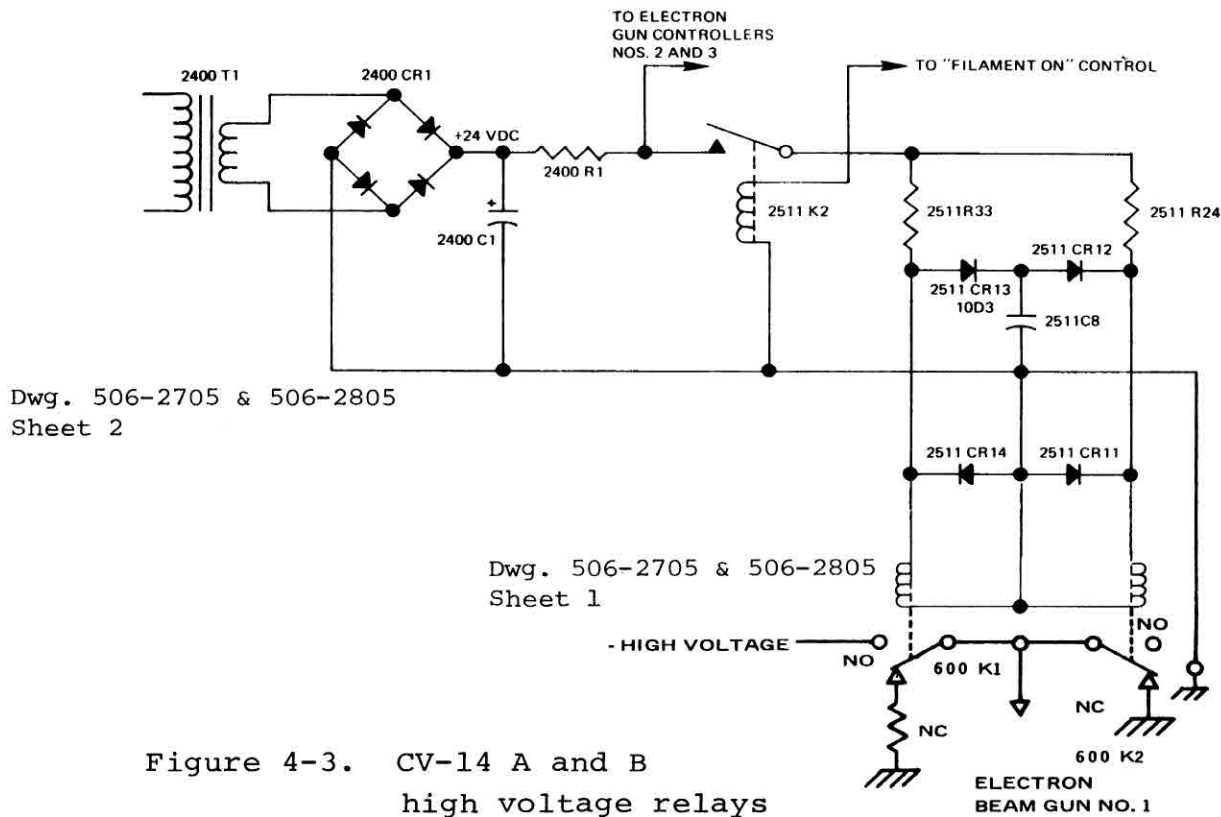 TO ELECTRON
GUN CONTROLLERS
NOS. 2 AND 3
2400 T1
2400 CR1
TO "FILAMENT ON" CONTROL
+24 VDC
2400 R1
+
2400 C1
2511 K2
2511R33
2511 R24
2511 CR12
2511 CR13
10D3
2511C8
Dwg. 506-2705 & 506-2805
Sheet 2
2511 CR14
2511 CR11
Dwg. 506-2705 & 506-2805
Sheet 1
- HIGH VOLTAGE
NO
NO
600 K1
NC
NC
600 K2
ELECTRON
BEAM GUN NO. 1
Figure 4-3. CV-14 A and B
high voltage relays